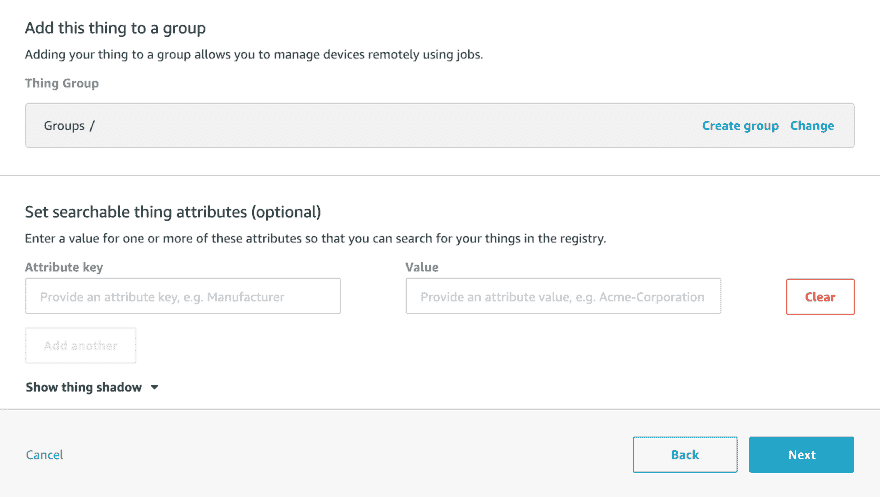 Add this thing to a group
Adding your thing to a group allows you to manage devices remotely using jobs.
Thing Group
Groups /
Create group Change
Set searchable thing attributes (optional)
Enter a value for one or more of these attributes so that you can search for your things in the registry.
Attribute key
Value
Provide an attribute key, e.g. Manufacturer
Provide an attribute value, e.g. Acme-Corporation
Clear
Add another
Show thing shadow
Cancel
Back
Next